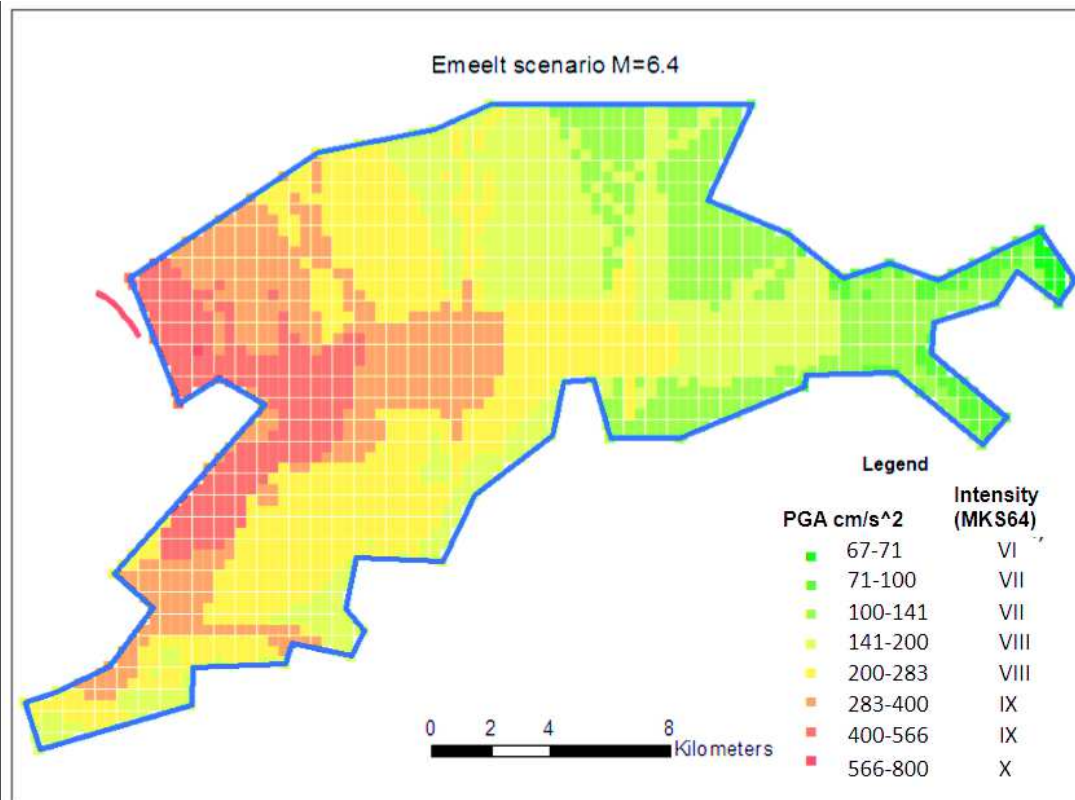 Emeelt scenario M=6.4
Legend
PGA cm/s^2 Intensity (MKS64)
67-71 VI
71-100 VII
100-141 VII
141-200 VIII
200-283 VIII
283-400 IX
400-566 IX
566-800 X
0 2 4 8 Kilometers